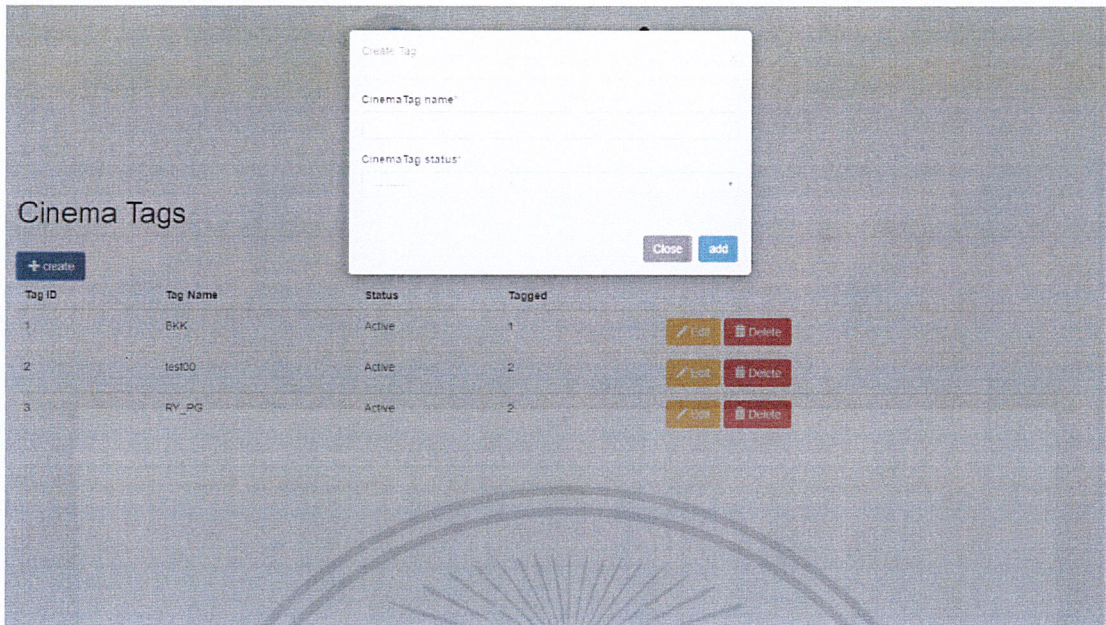 Create Tag
CinemaTag name*
CinemaTag status*
Close add
Cinema Tags
create
Tag ID Tag Name Status Tagged
1 BKK Active 1 Edit Delete
2 test00 Active 2 Edit Delete
3 RY_PG Active 2 Edit Delete